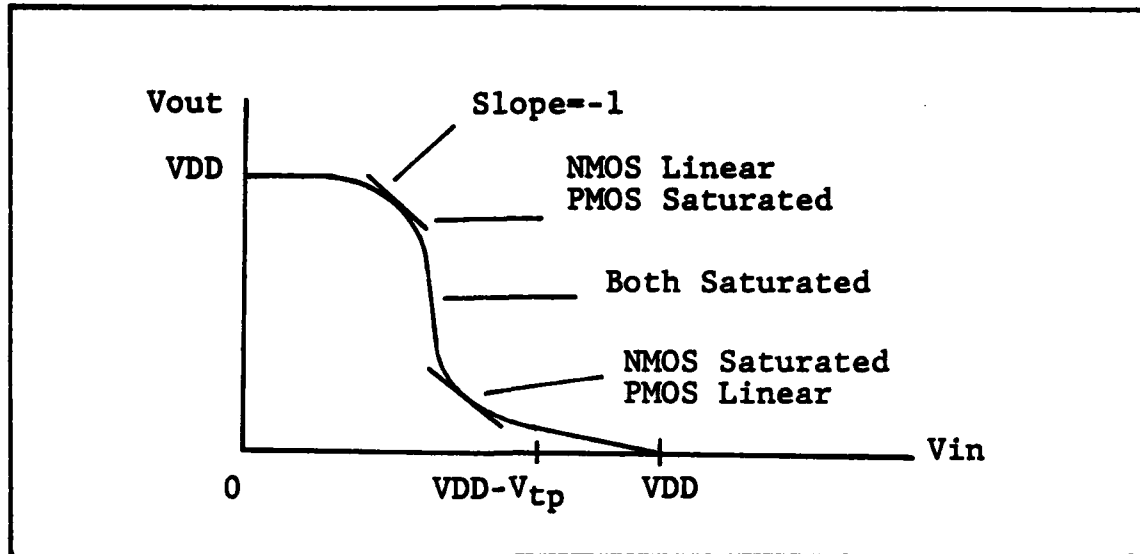 Vout
Slope=-1
VDD
NMOS Linear
PMOS Saturated
Both Saturated
NMOS Saturated
PMOS Linear
Vin
0
VDD-Vtp
VDD